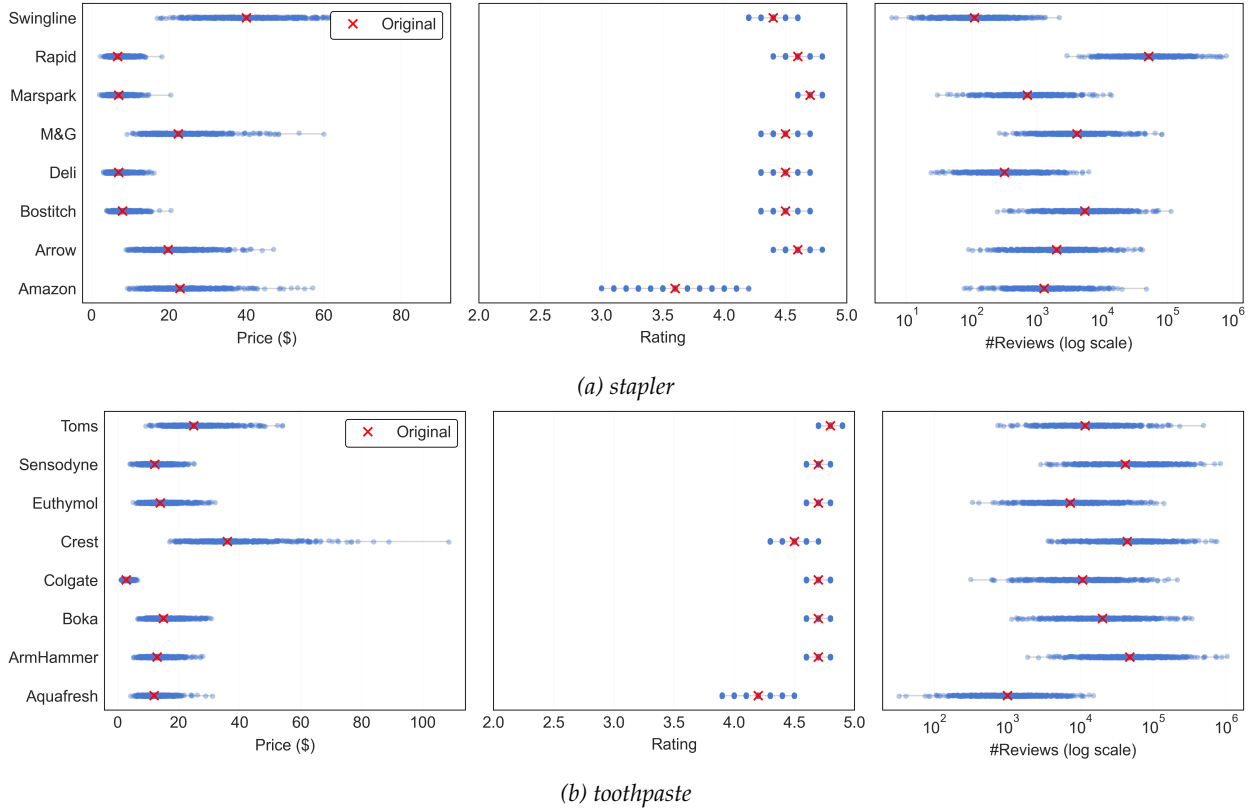 Swingline
Rapid
Marspark
M&G
Deli
Bostitch
Arrow
Amazon
Original
0 20 40 60 80
Price ($)
2.0 2.5 3.0 3.5 4.0 4.5 5.0
2.0
Rating
10^1 10^2 10^3 10^4 10^5 10^6
#Reviews (log scale)
(a) stapler
Toms
Sensodyne
Euthymol
Crest
Colgate
Boka
ArmHammer
Aquafresh
Original
0 20 40 60 80 100
Price ($)
2.0 2.5 3.0 3.5 4.0 4.5 5.0
2.0
Rating
10^2 10^3 10^4 10^5 10^6
#Reviews (log scale)
(b) toothpaste